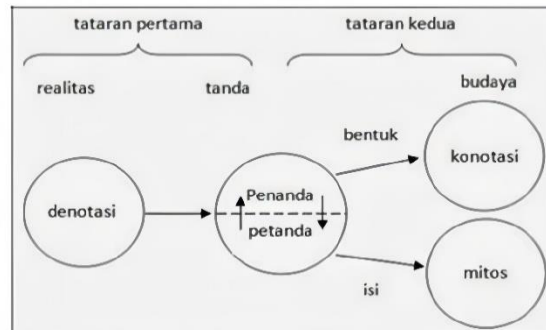 tataran pertama
tataran kedua
realitas
tanda
budaya
bentuk
konotasi
denotasi
Penanda
petanda
isi
mitos